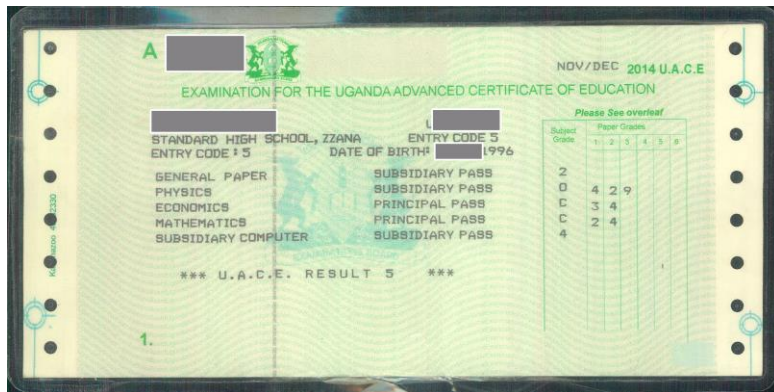 A
NOV/DEC 2014 U.A.C.E
EXAMINATION FOR THE UGANDA ADVANCED CERTIFICATE OF EDUCATION
Please See overleaf
STANDARD HIGH SCHOOL, ZZANA ENTRY CODE 5
ENTRY CODE : 5 DATE OF BIRTH: 1996
Subject Grade Paper Grades
1 2 3 4 5 6
GENERAL PAPER SUBSIDIARY PASS 2
PHYSICS SUBSIDIARY PASS O 4 2 9
ECONOMICS PRINCIPAL PASS C 3 4
MATHEMATICS PRINCIPAL PASS C 2 4
SUBSIDIARY COMPUTER SUBSIDIARY PASS 4
*** U.A.C.E. RESULT 5 ***
1.